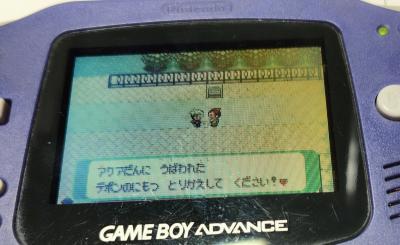 Nintendo
アクアだんに うばわれた
デボンのにもつ とりかえして ください!
GAME BOY ADVANCE